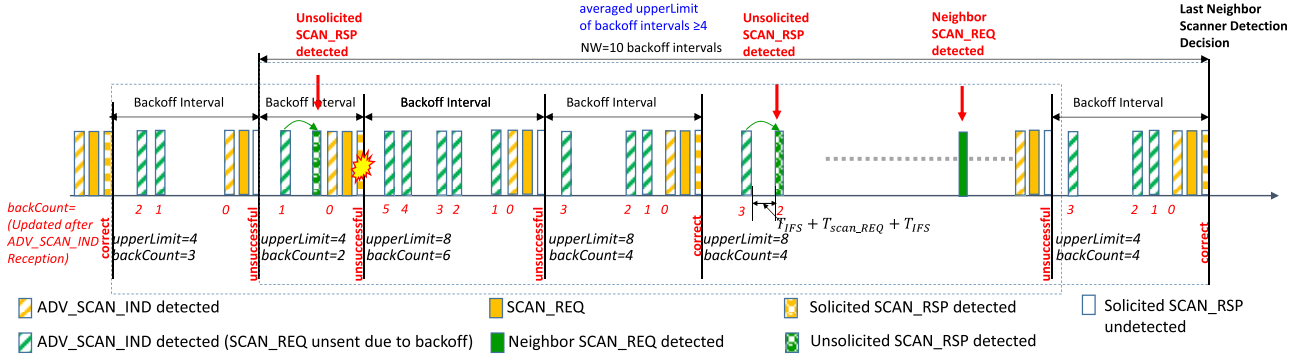 averaged upperLimit
of backoff intervals ≥4
NW=10 backoff intervals
Unsolicited
SCAN_RSP
detected
Unsolicited
SCAN_RSP
detected
Neighbor
SCAN_REQ
detected
Last Neighbor
Scanner Detection
Decision
Backoff Interval
Backoff Interval
Backoff Interval
Backoff Interval
Backoff Interval
backCount=
(Updated after
ADV_SCAN_IND
Reception)
2 1 0
1 0
5 4 3 2 1 0
3 2 1 0
3 2
3 2 1 0
T_IFS + T_scan_REQ + T_IFS
correct
unsuccessful
unsuccessful
unsuccessful
correct
unsuccessful
correct
upperLimit=4
backCount=3
upperLimit=4
backCount=2
upperLimit=8
backCount=6
upperLimit=8
backCount=4
upperLimit=8
backCount=4
upperLimit=4
backCount=4
ADV_SCAN_IND detected
SCAN_REQ
Solicited SCAN_RSP detected
Solicited SCAN_RSP
undetected
ADV_SCAN_IND detected (SCAN_REQ unsent due to backoff)
Neighbor SCAN_REQ detected
Unsolicited SCAN_RSP detected